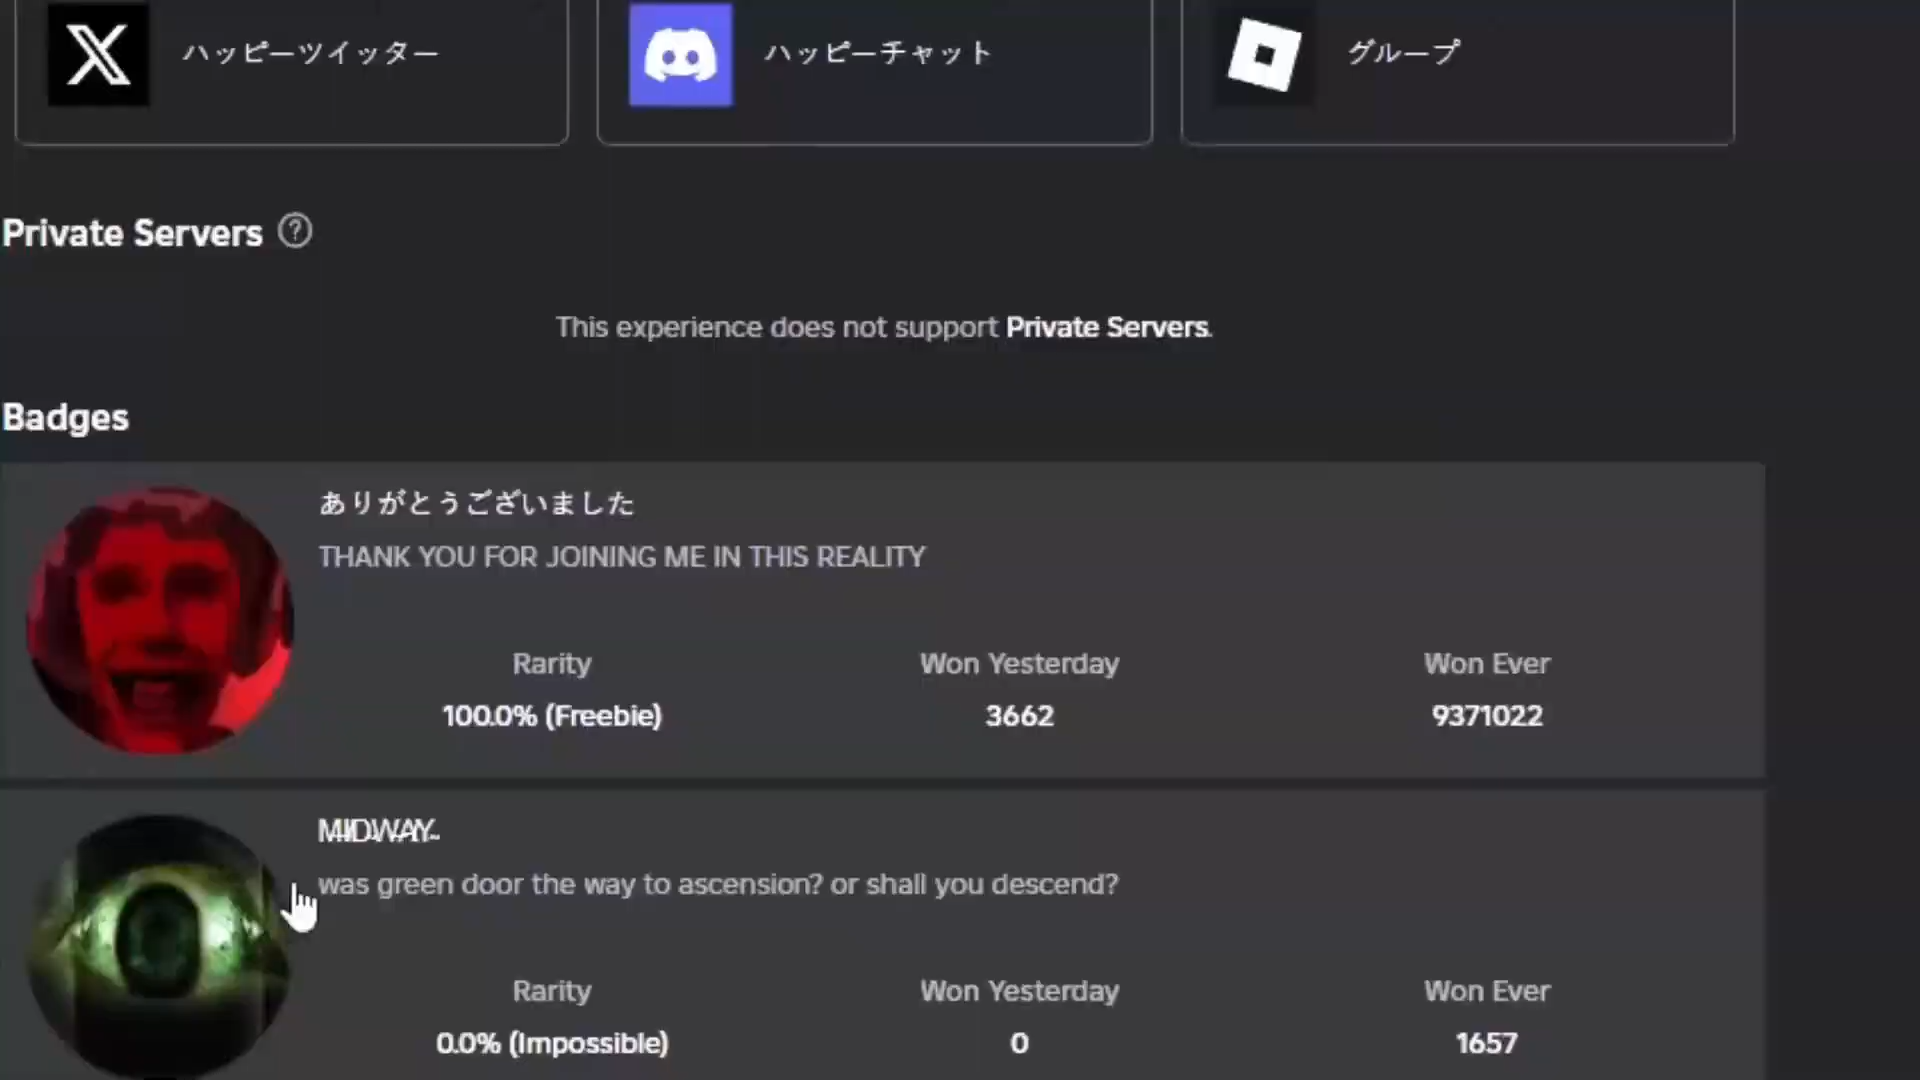 ハッピーツイッター
ハッピーチャット
グループ
Private Servers
This experience does not support Private Servers.
Badges
ありがとうございました
THANK YOU FOR JOINING ME IN THIS REALITY
Rarity Won Yesterday Won Ever
100.0% (Freebie) 3662 9371022
MIDWAY.
was green door the way to ascension? or shall you descend?
Rarity Won Yesterday Won Ever
0.0% (Impossible) 0 1657